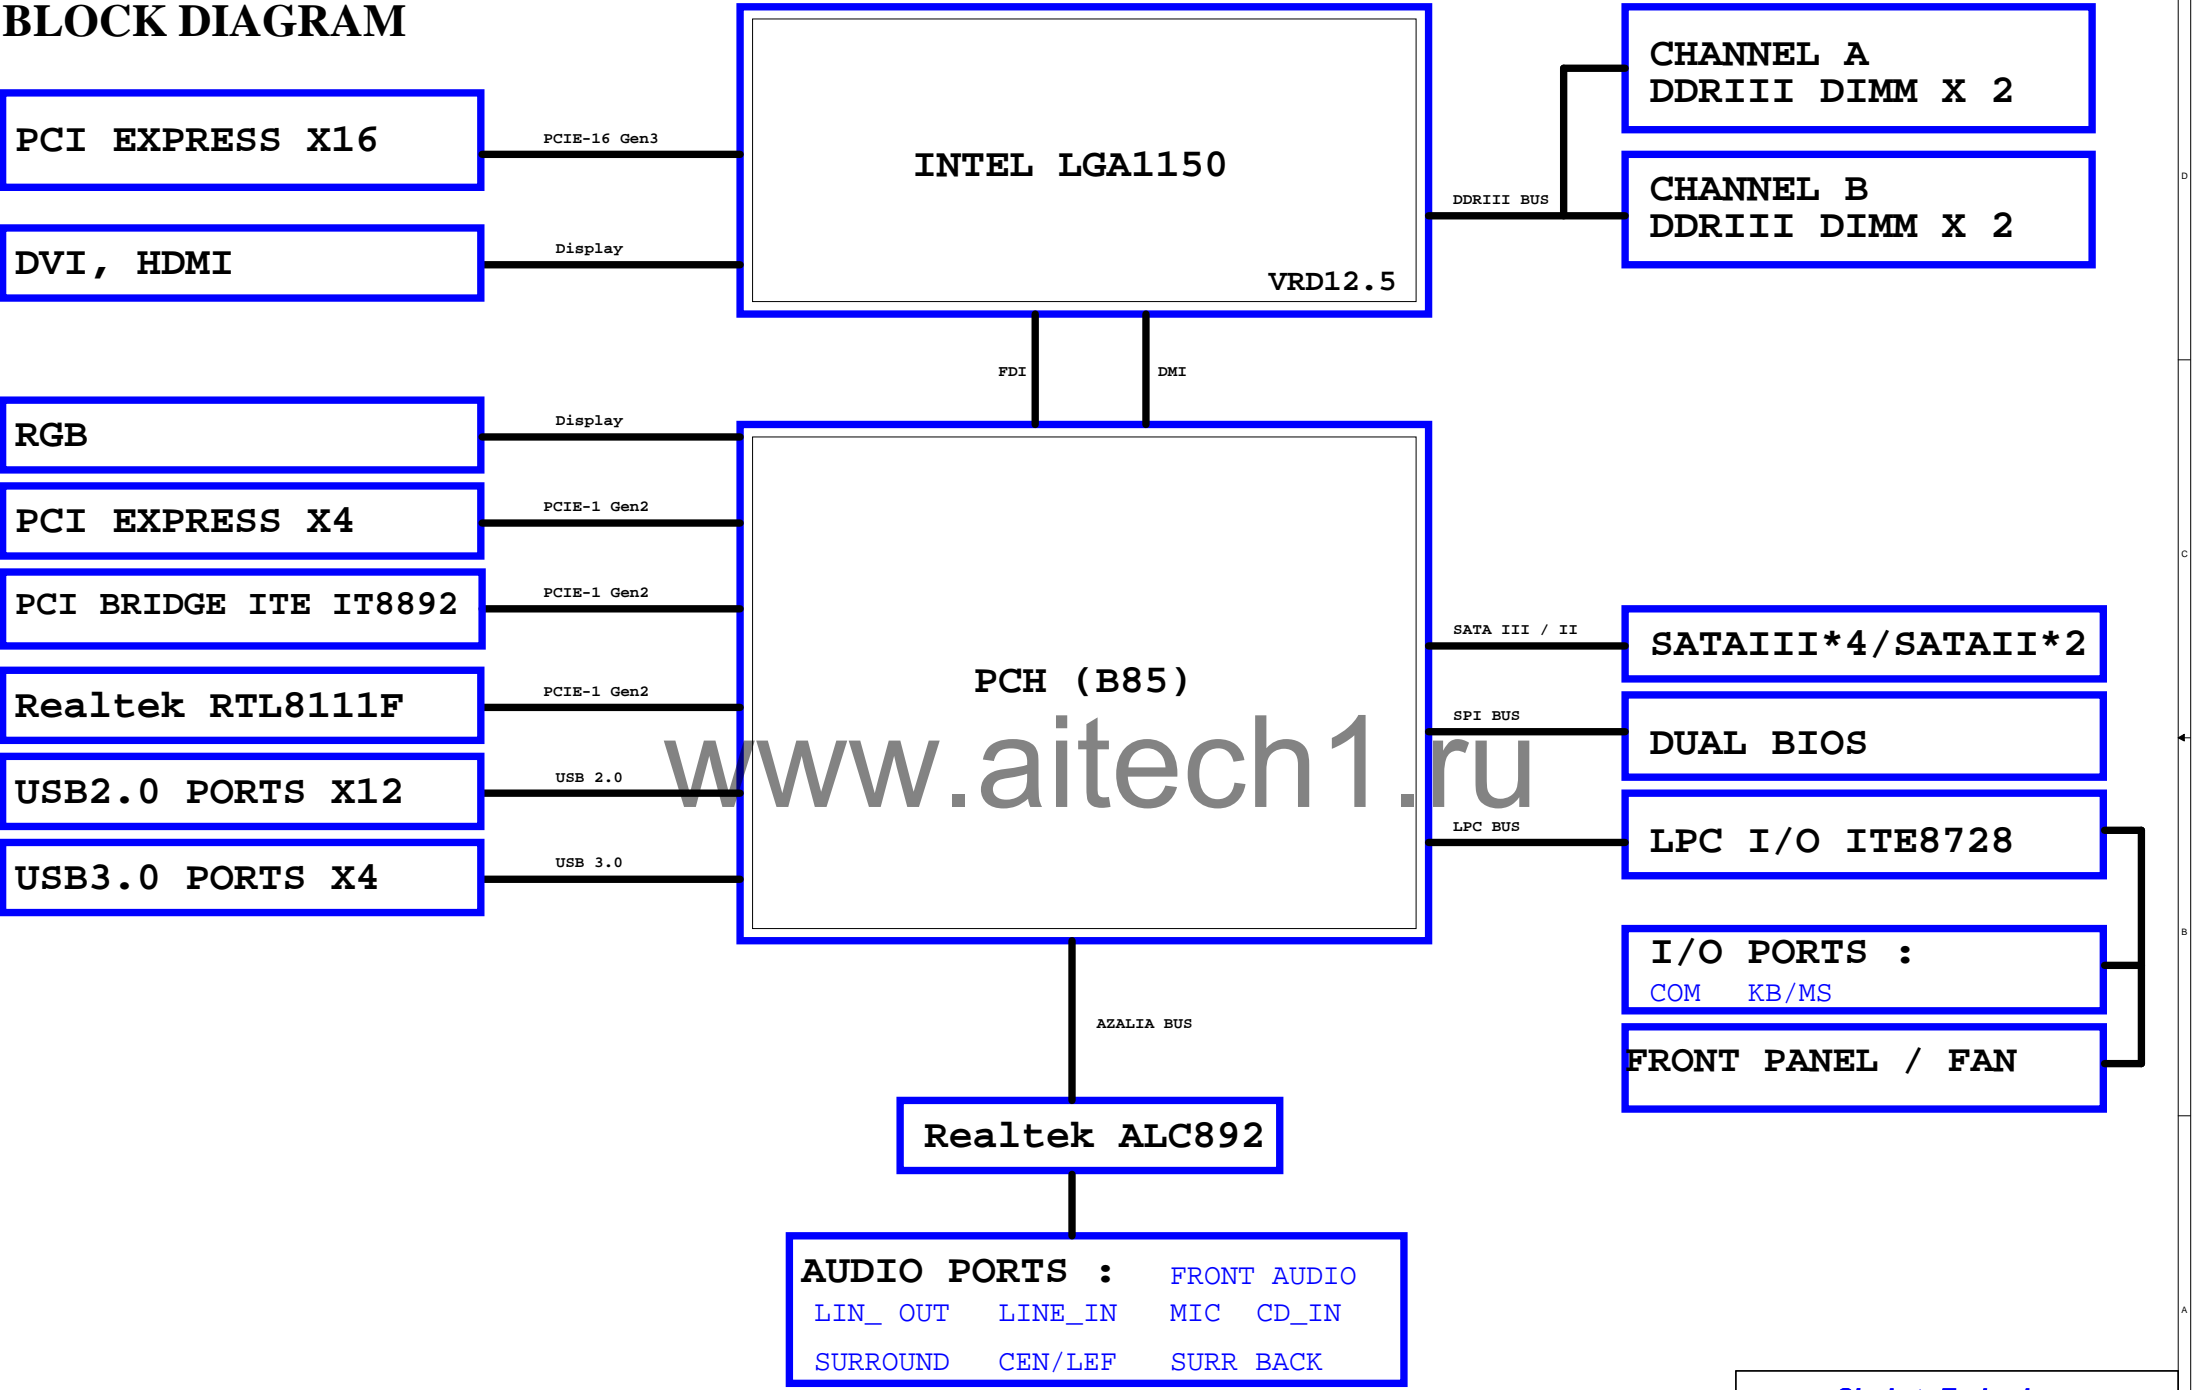 BLOCK DIAGRAM
PCI EXPRESS X16
PCIE-16 Gen3
DVI, HDMI
Display
INTEL LGA1150
VRD12.5
DDRIII BUS
CHANNEL A
DDRIII DIMM X 2
CHANNEL B
DDRIII DIMM X 2
D
FDI
DMI
RGB
Display
PCI EXPRESS X4
PCIE-1 Gen2
PCI BRIDGE ITE IT8892
PCIE-1 Gen2
Realtek RTL8111F
PCIE-1 Gen2
USB2.0 PORTS X12
USB 2.0
USB3.0 PORTS X4
USB 3.0
PCH (B85)
www.aitech1.ru
C
SATA III / II
SATAIII*4/SATAII*2
SPI BUS
DUAL BIOS
LPC BUS
LPC I/O ITE8728
I/O PORTS :
COM KB/MS
B
FRONT PANEL / FAN
AZALIA BUS
Realtek ALC892
AUDIO PORTS : FRONT AUDIO
LIN_ OUT LINE_IN MIC CD_IN
SURROUND CEN/LEF SURR BACK
A